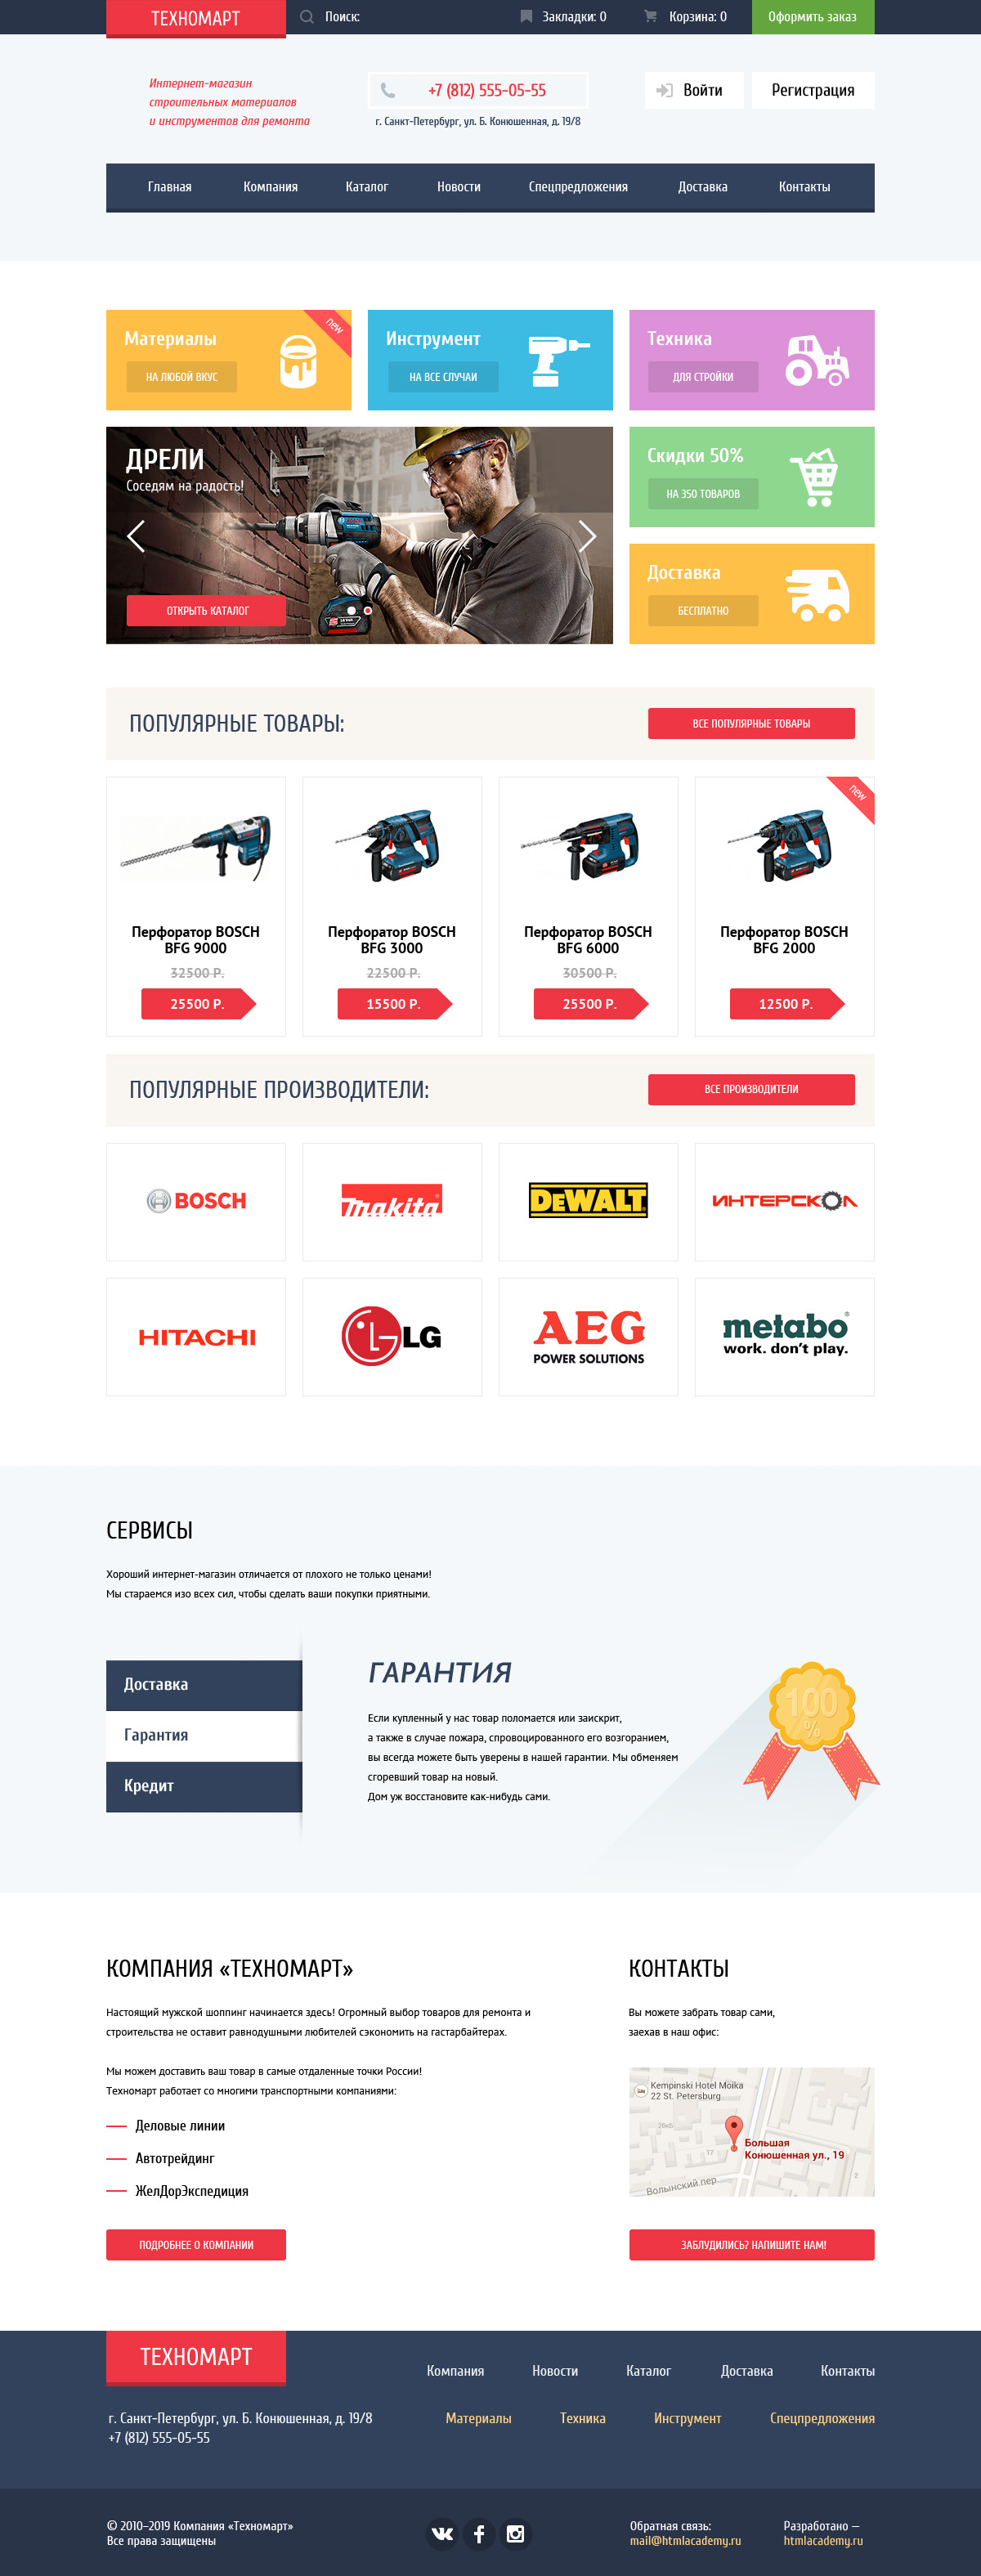 ТЕХНОМАРТ
Поиск:
Закладки: 0
Корзина: 0
Оформить заказ
Интернет-магазин
строительных материалов
и инструментов для ремонта
+7 (812) 555-05-55
г. Санкт-Петербург, ул. Б. Конюшенная, д. 19/8
Войти
Регистрация
Главная
Компания
Каталог
Новости
Спецпредложения
Доставка
Контакты
Материалы
new
НА ЛЮБОЙ ВКУС
Инструмент
НА ВСЕ СЛУЧАИ
Техника
ДЛЯ СТРОЙКИ
ДРЕЛИ
Соседям на радость!
ОТКРЫТЬ КАТАЛОГ
Скидки 50%
НА 350 ТОВАРОВ
Доставка
БЕСПЛАТНО
ПОПУЛЯРНЫЕ ТОВАРЫ:
ВСЕ ПОПУЛЯРНЫЕ ТОВАРЫ
Перфоратор BOSCH
BFG 9000
32500 Р.
25500 Р.
Перфоратор BOSCH
BFG 3000
22500 Р.
15500 Р.
Перфоратор BOSCH
BFG 6000
30500 Р.
25500 Р.
new
Перфоратор BOSCH
BFG 2000
12500 Р.
ПОПУЛЯРНЫЕ ПРОИЗВОДИТЕЛИ:
ВСЕ ПРОИЗВОДИТЕЛИ
BOSCH
makita
DEWALT
ИНТЕРСКОЛ
HITACHI
LG
AEG
POWER SOLUTIONS
metabo
work. don't play.
СЕРВИСЫ
Хороший интернет-магазин отличается от плохого не только ценами!
Мы стараемся изо всех сил, чтобы сделать ваши покупки приятными.
Доставка
Гарантия
Кредит
ГАРАНТИЯ
Если купленный у нас товар поломается или заискрит,
а также в случае пожара, спровоцированного его возгоранием,
вы всегда можете быть уверены в нашей гарантии. Мы обменяем
сгоревший товар на новый.
Дом уж восстановите как-нибудь сами.
100
%
КОМПАНИЯ «ТЕХНОМАРТ»
Настоящий мужской шоппинг начинается здесь! Огромный выбор товаров для ремонта и
строительства не оставит равнодушными любителей сэкономить на гастарбайтерах.
Мы можем доставить ваш товар в самые отдаленные точки России!
Техномарт работает со многими транспортными компаниями:
Деловые линии
Автотрейдинг
ЖелДорЭкспедиция
ПОДРОБНЕЕ О КОМПАНИИ
КОНТАКТЫ
Вы можете забрать товар сами,
заехав в наш офис:
Kempinski Hotel Moika
22 St. Petersburg
26кБ
17
2
Большая
Конюшенная ул., 19
Волынский пер.
ЗАБЛУДИЛИСЬ? НАПИШИТЕ НАМ!
ТЕХНОМАРТ
Компания
Новости
Каталог
Доставка
Контакты
г. Санкт-Петербург, ул. Б. Конюшенная, д. 19/8
+7 (812) 555-05-55
Материалы
Техника
Инструмент
Спецпредложения
© 2010–2019 Компания «Техномарт»
Все права защищены
Обратная связь:
mail@htmlacademy.ru
Разработано —
htmlacademy.ru